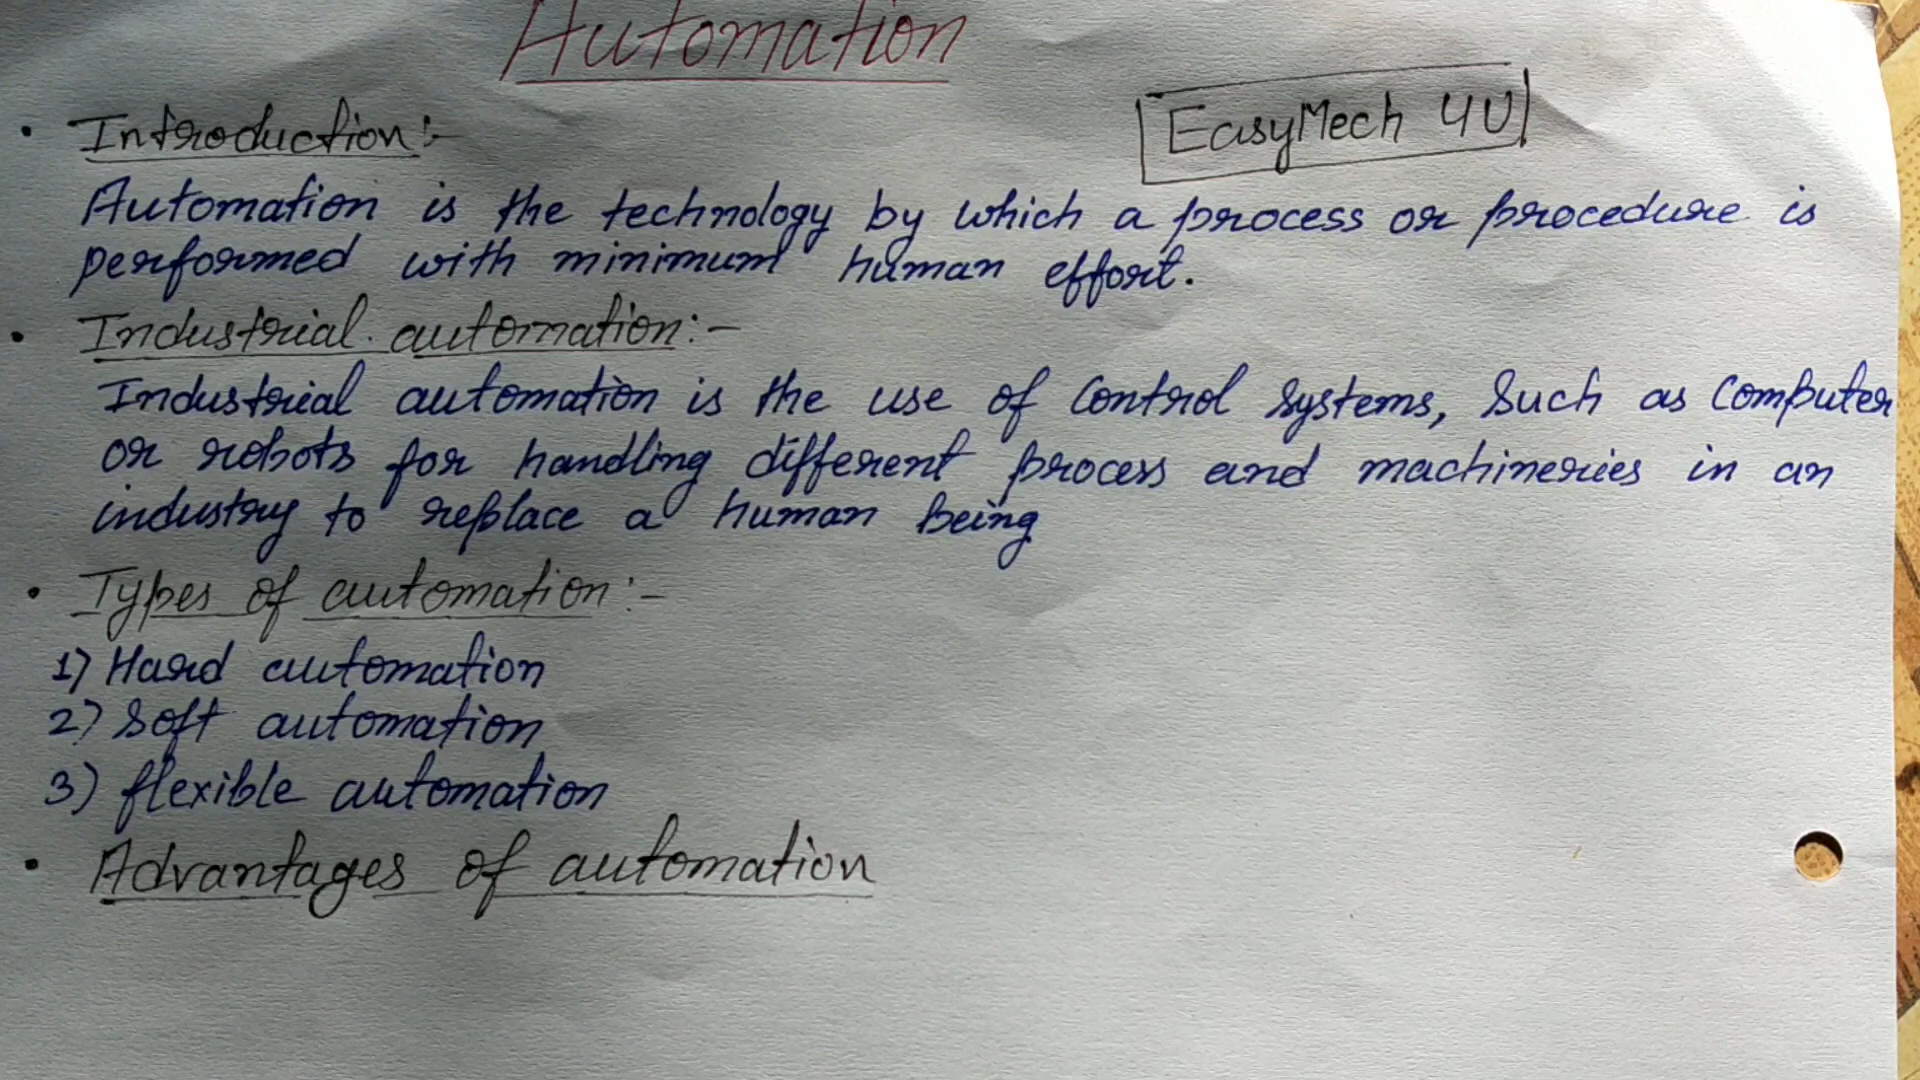 Automation
EasyMech 4U
• Introduction:-
Automation is the technology by which a process or procedure is
performed with minimum human effort.
• Industrial automation:-
Industrial automation is the use of Control Systems, Such as Computer
or robots for handling different process and machineries in an
industry to replace a human being
• Types of automation:-
1) Hard automation
2) Soft automation
3) flexible automation
• Advantages of automation